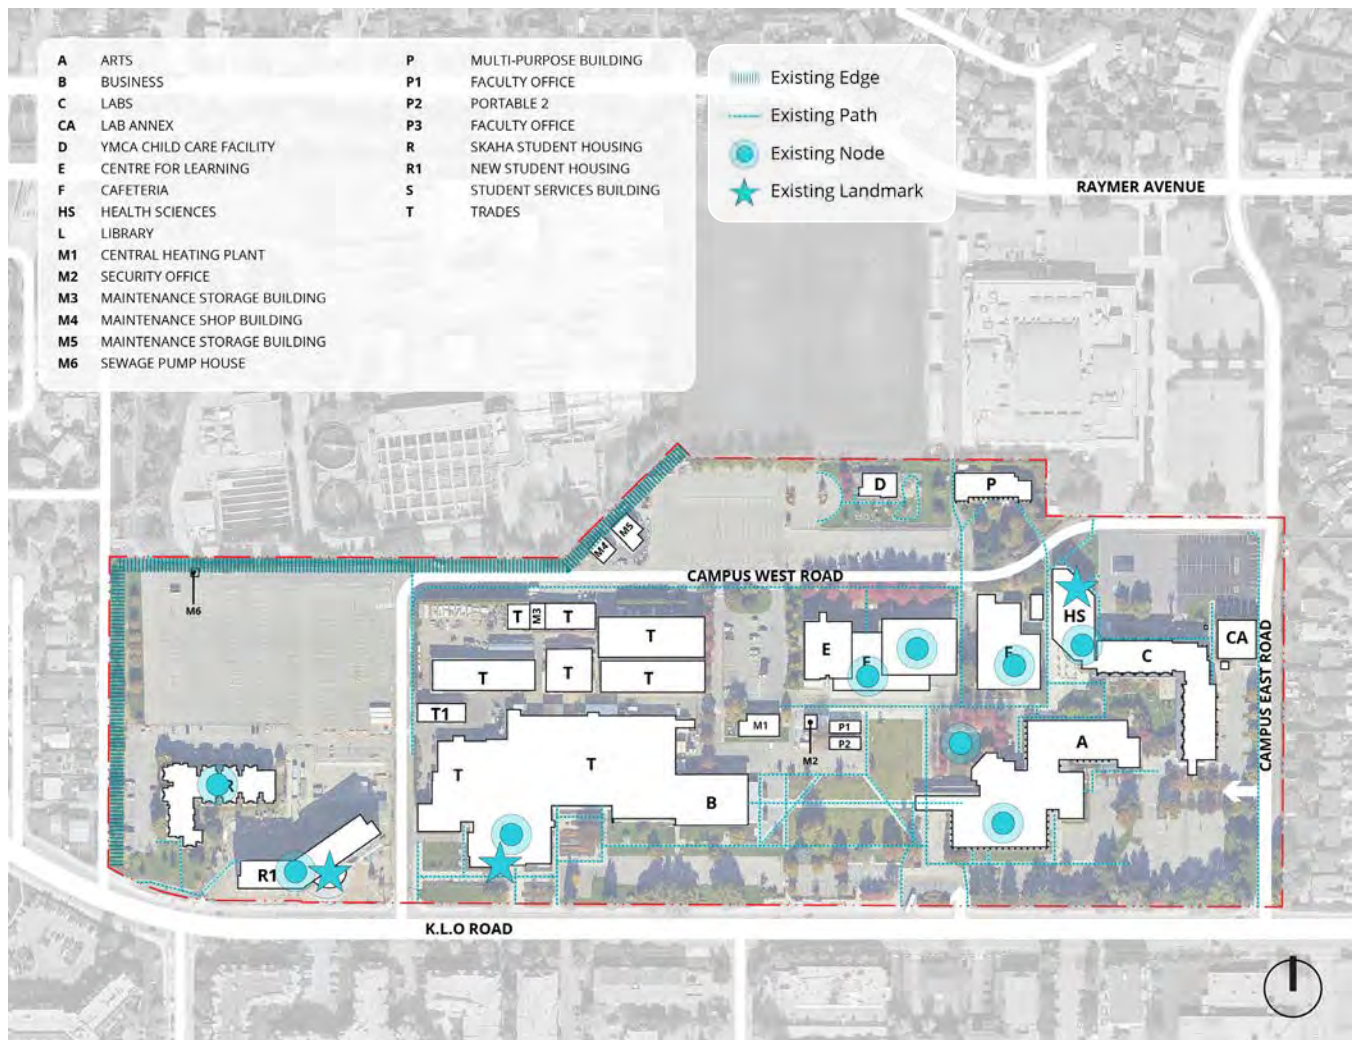 A ARTS
B BUSINESS
C LABS
CA LAB ANNEX
D YMCA CHILD CARE FACILITY
E CENTRE FOR LEARNING
F CAFETERIA
HS HEALTH SCIENCES
L LIBRARY
M1 CENTRAL HEATING PLANT
M2 SECURITY OFFICE
M3 MAINTENANCE STORAGE BUILDING
M4 MAINTENANCE SHOP BUILDING
M5 MAINTENANCE STORAGE BUILDING
M6 SEWAGE PUMP HOUSE
P MULTI-PURPOSE BUILDING
P1 FACULTY OFFICE
P2 PORTABLE 2
P3 FACULTY OFFICE
R SKAHA STUDENT HOUSING
R1 NEW STUDENT HOUSING
S STUDENT SERVICES BUILDING
T TRADES
Existing Edge
Existing Path
Existing Node
Existing Landmark
RAYMER AVENUE
D
P
M5
M4
CAMPUS WEST ROAD
M6
T
M3
T
T
HS
E
C
CA
T
T
T
T1
M1
P1
P2
M2
A
CAMPUS EAST ROAD
T
T
B
R
R1
K.L.O ROAD